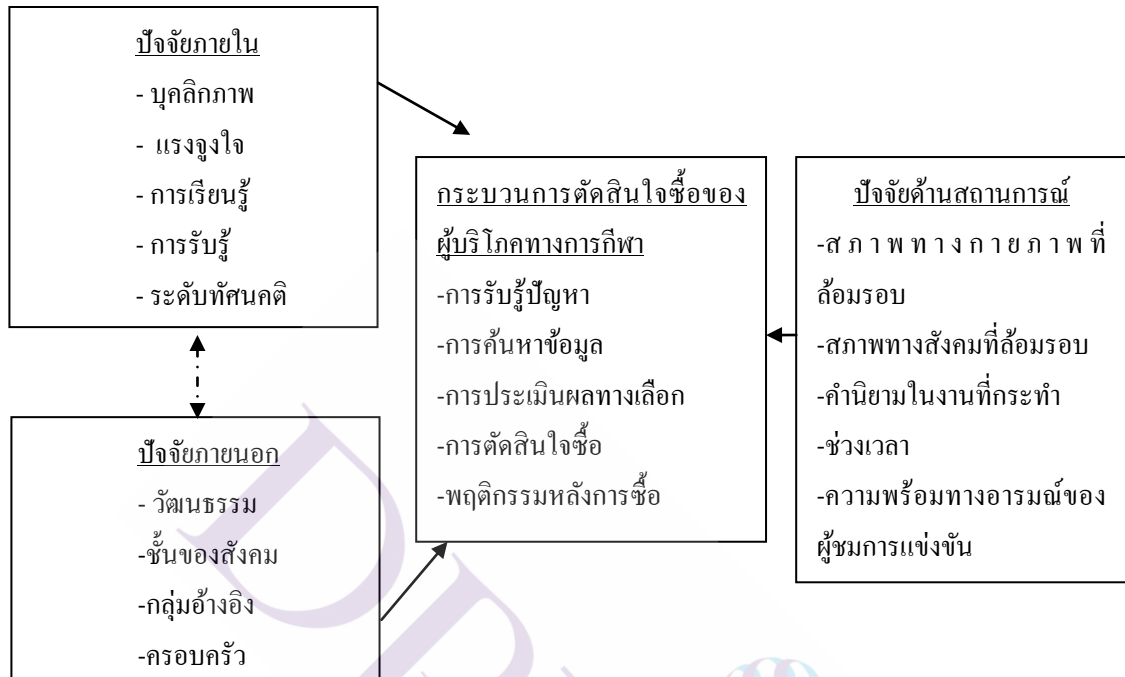 ปัจจัยภายใน
- บุคลิกภาพ
- แรงจูงใจ
- การเรียนรู้
- การรับรู้
- ระดับทัศนคติ
ปัจจัยภายนอก
- วัฒนธรรม
-ชั้นของสังคม
-กลุ่มอ้างอิง
-ครอบครัว
กระบวนการตัดสินใจซื้อของ
ผู้บริโภคทางการกีฬา
-การรับรู้ปัญหา
-การค้นหาข้อมูล
-การประเมินผลทางเลือก
-การตัดสินใจซื้อ
-พฤติกรรมหลังการซื้อ
ปัจจัยด้านสถานการณ์
-สภาพทางกายภาพที่
ล้อมรอบ
-สภาพทางสังคมที่ล้อมรอบ
-คำนิยามในงานที่กระทำ
-ช่วงเวลา
-ความพร้อมทางอารมณ์ของ
ผู้ชมการแข่งขัน